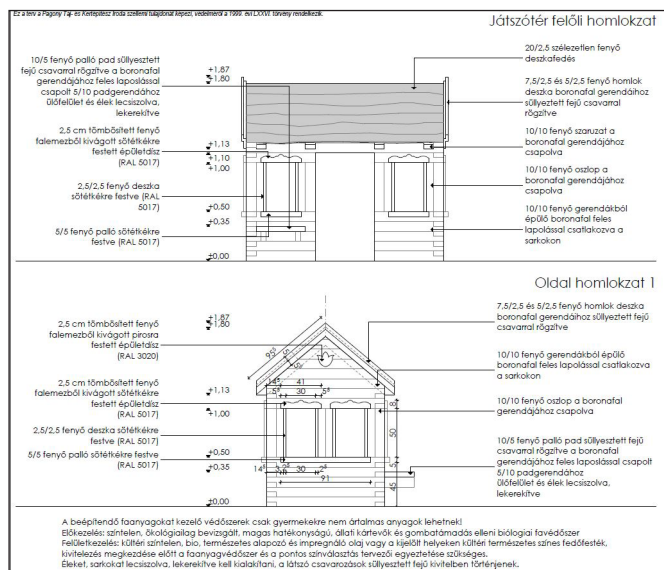 Ez a terv a Pagony Táj- és Kertépítész Iroda szellemi tulajdonát képezi, védelméről a 1999. évi LXXVI. törvény rendelkezik.
Játszótér felőli homlokzat
10/5 fenyő palló pad süllyesztett
fejű csavarral rögzítve a boronafal
gerendájához feles laposlással
csapolt 5/10 padgerendához
ülőfelület és élek lecsiszolva,
lekerekítve
2,5 cm tömbösített fenyő
falemezből kivágott sötétkékre
festett épületdísz
(RAL 5017)
2,5/2,5 fenyő deszka
sötétkékre festve (RAL
5017)
5/5 fenyő palló sötétkékre
festve (RAL 5017)
+1,87
+1,80
+1,13
+1,10
+1,00
+0,50
+0,35
±0,00
20/2,5 szélezetlen fenyő
deszkafedés
7,5/2,5 és 5/2,5 fenyő homlok
deszka boronafal gerendáihoz
süllyesztett fejű csavarral
rögzítve
10/10 fenyő szaruzat a
boronafal gerendájához
csapolva
10/10 fenyő oszlop a
boronafal gerendájához
csapolva
10/10 fenyő gerendákból
épülő boronafal feles
lapolással csatlakozva a
sarkokon
Oldal homlokzat 1
2,5 cm tömbösített fenyő
falemezből kivágott pirosra
festett épületdísz
(RAL 3020)
2,5 cm tömbösített fenyő
falemezből kivágott sötétkékre
festett épületdísz
(RAL 5017)
2,5/2,5 fenyő deszka sötétkékre
festve (RAL 5017)
5/5 fenyő palló sötétkékre festve
(RAL 5017)
+1,87
+1,80
+1,13
+1,00
+0,50
+0,35
±0,00
95⁵
5
14⁵ 41
5⁵ 30 5⁵
8
50
5
45
14⁵
30
91
7,5/2,5 és 5/2,5 fenyő homlok deszka
boronafal gerendáihoz süllyesztett fejű
csavarral rögzítve
10/10 fenyő gerendákból épülő
boronafal feles lapolással csatlakozva
a sarkokon
10/10 fenyő oszlop a boronafal
gerendájához csapolva
10/5 fenyő palló pad süllyesztett fejű
csavarral rögzítve a boronafal
gerendájához feles laposlással csapolt
5/10 padgerendához
ülőfelület és élek lecsiszolva,
lekerekítve
A beépítendő faanyagokat kezelő védőszerek csak gyermekekre nem ártalmas anyagok lehetnek!
Előkezelés: színtelen, ökológiailag bevizsgált, magas hatékonyságú, állati kártevők és gombatámadás elleni biológiai favédőszer
Felületkezelés: kültéri színtelen, bio, természetes alapozó és impregnáló olaj vagy a kijelölt helyeken kültéri természetes színes fedőfesték,
kivitelezés megkezdése előtt a faanyagvédőszer és a pontos színválasztás tervezői egyeztetése szükséges.
Éleket, sarkokat lecsiszolva, lekerekítve kell kialakítani, a látszó csavarozások süllyesztett fejű kivitelben történjenek.